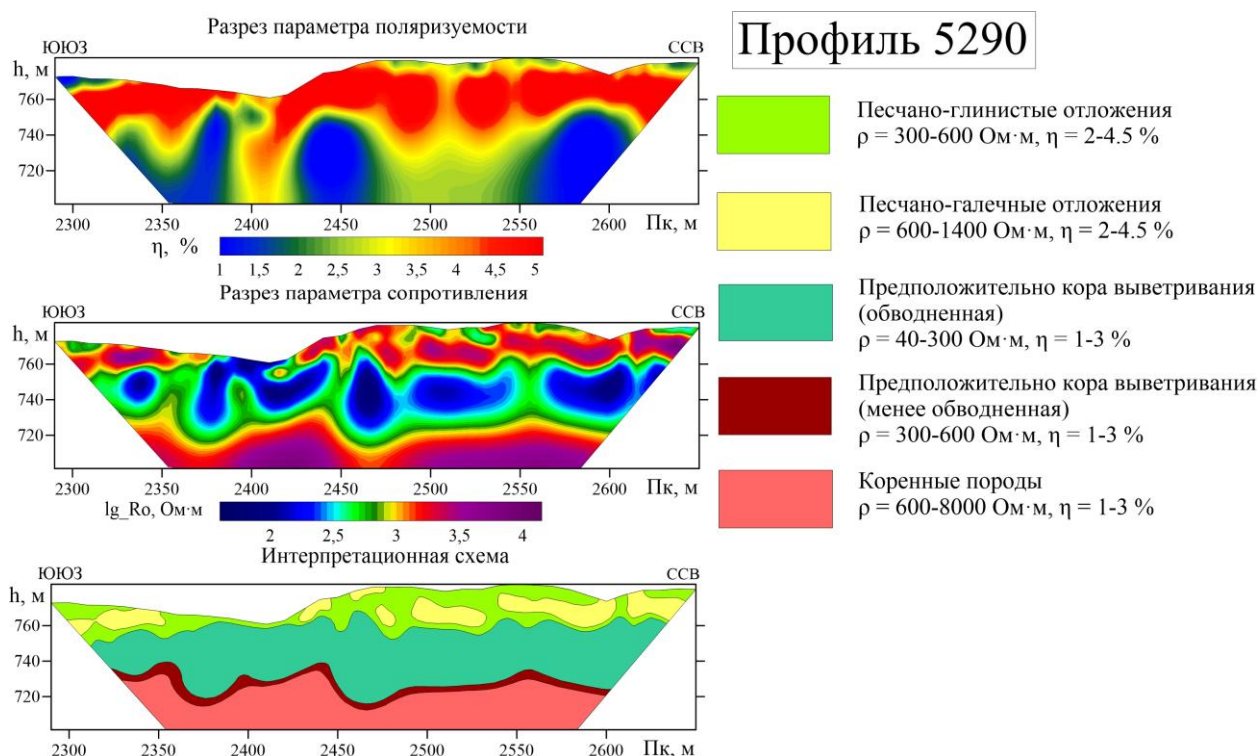 Разрез параметра поляризуемости
ЮЮЗ
ССВ
h, м
760
740
720
2300 2350 2400 2450 2500 2550 2600 Пк, м
η, %
1 1,5 2 2,5 3 3,5 4 4,5 5
Разрез параметра сопротивления
ЮЮЗ
ССВ
h, м
760
740
720
2300 2350 2400 2450 2500 2550 2600 Пк, м
lg_Ro, Ом·м
2 2,5 3 3,5 4
Интерпретационная схема
ЮЮЗ
ССВ
h, м
760
740
720
2300 2350 2400 2450 2500 2550 2600 Пк, м
Профиль 5290
Песчано-глинистые отложения
ρ = 300-600 Ом·м, η = 2-4.5 %
Песчано-галечные отложения
ρ = 600-1400 Ом·м, η = 2-4.5 %
Предположительно кора выветривания
(обводненная)
ρ = 40-300 Ом·м, η = 1-3 %
Предположительно кора выветривания
(менее обводненная)
ρ = 300-600 Ом·м, η = 1-3 %
Коренные породы
ρ = 600-8000 Ом·м, η = 1-3 %